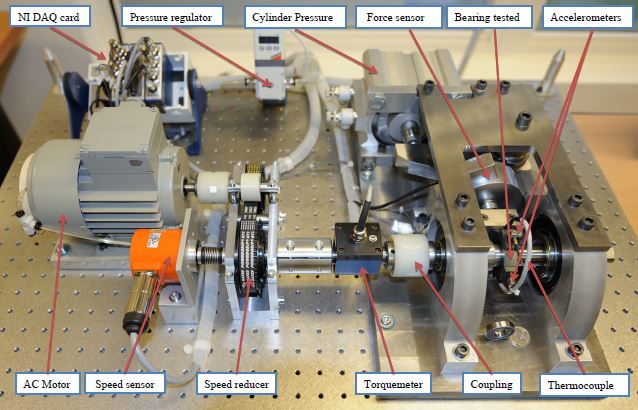 NI DAQ card
Pressure regulator
Cylinder Pressure
Force sensor
Bearing tested
Accelerometers
AC Motor
Speed sensor
Speed reducer
Torquemeter
Coupling
Thermocouple